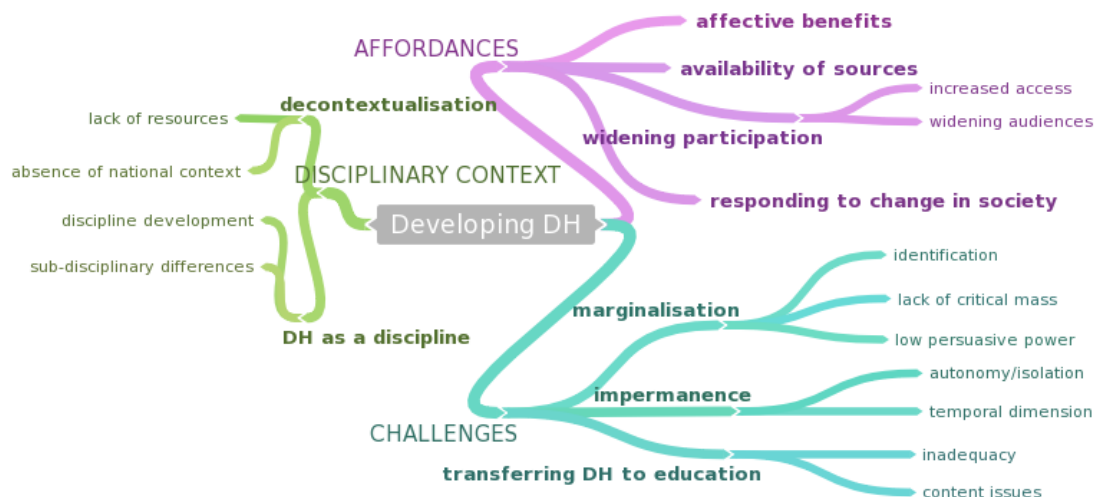 Developing DH
AFFORDANCES
affective benefits
availability of sources
widening participation
increased access
widening audiences
responding to change in society
DISCIPLINARY CONTEXT
decontextualisation
lack of resources
absence of national context
DH as a discipline
discipline development
sub-disciplinary differences
CHALLENGES
marginalisation
identification
lack of critical mass
low persuasive power
impermanence
autonomy/isolation
temporal dimension
transferring DH to education
inadequacy
content issues